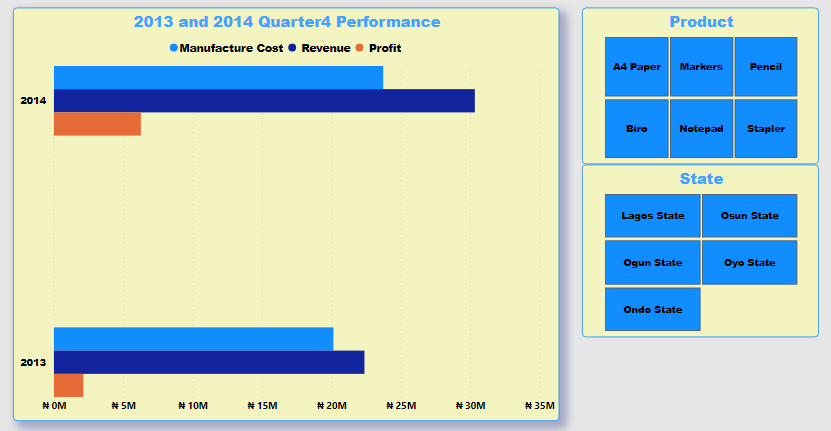 2013 and 2014 Quarter4 Performance
Manufacture Cost Revenue Profit
2014
2013
₦ 0M ₦ 5M ₦ 10M ₦ 15M ₦ 20M ₦ 25M ₦ 30M ₦ 35M
Product
A4 Paper Markers Pencil
Biro Notepad Stapler
State
Lagos State Osun State
Ogun State Oyo State
Ondo State